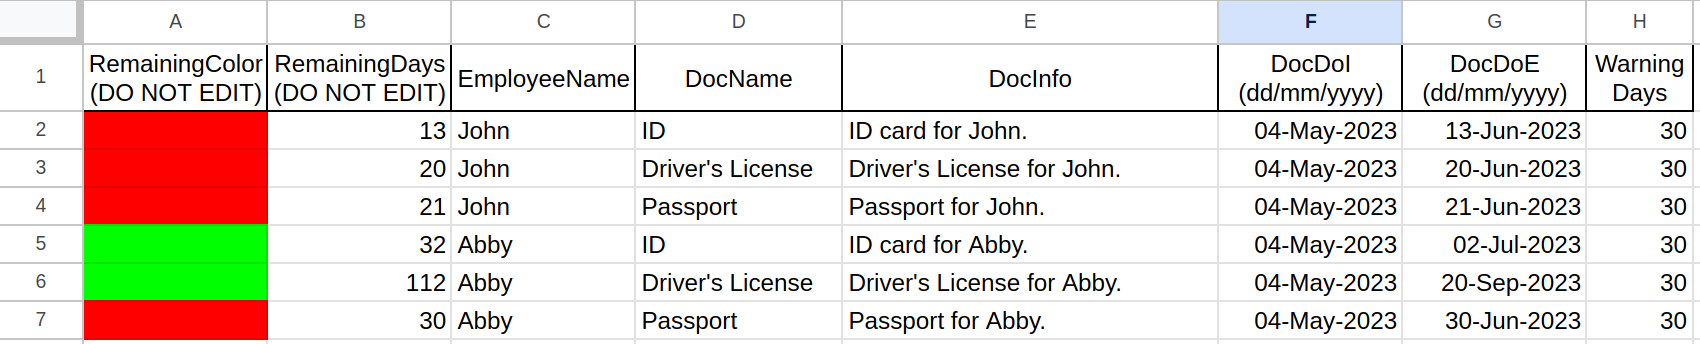 A B C D E F G H
1 RemainingColor (DO NOT EDIT) RemainingDays (DO NOT EDIT) EmployeeName DocName DocInfo DocDoI (dd/mm/yyyy) DocDoE (dd/mm/yyyy) Warning Days
2 13 John ID ID card for John. 04-May-2023 13-Jun-2023 30
3 20 John Driver's License Driver's License for John. 04-May-2023 20-Jun-2023 30
4 21 John Passport Passport for John. 04-May-2023 21-Jun-2023 30
5 32 Abby ID ID card for Abby. 04-May-2023 02-Jul-2023 30
6 112 Abby Driver's License Driver's License for Abby. 04-May-2023 20-Sep-2023 30
7 30 Abby Passport Passport for Abby. 04-May-2023 30-Jun-2023 30